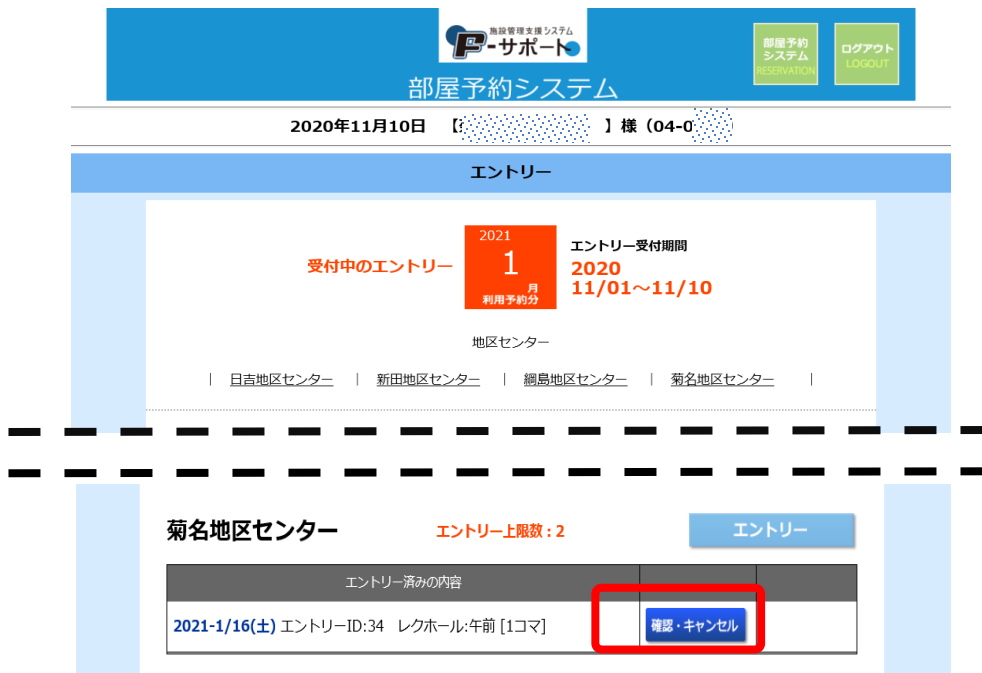 施設管理支援システム
P-サポート
部屋予約システム
部屋予約
システム
RESERVATION
ログアウト
LOGOUT
2020年11月10日 【 】様（04-0
エントリー
受付中のエントリー
2021
1
月
利用予約分
エントリー受付期間
2020
11/01～11/10
地区センター
| 日吉地区センター | 新田地区センター | 綱島地区センター | 菊名地区センター |
菊名地区センター エントリー上限数：2 エントリー
エントリー済みの内容
2021-1/16(土) エントリーID:34 レクホール:午前 [1コマ] 確認・キャンセル